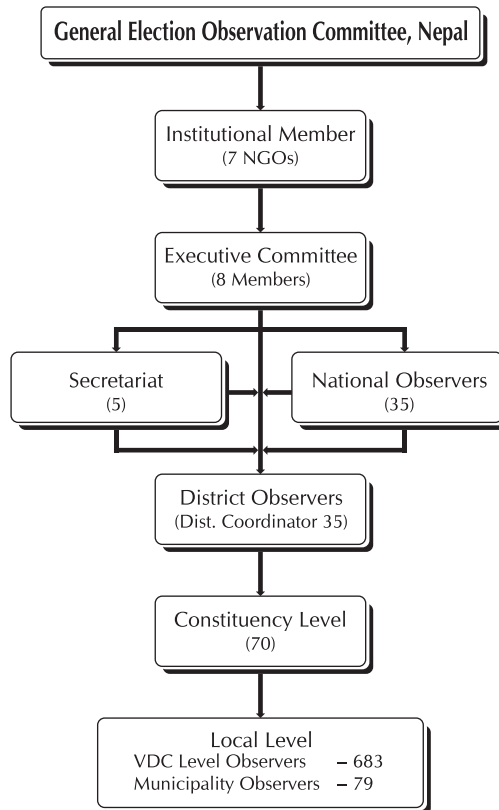 General Election Observation Committee, Nepal
Institutional Member
(7 NGOs)
Executive Committee
(8 Members)
Secretariat
(5)
National Observers
(35)
District Observers
(Dist. Coordinator 35)
Constituency Level
(70)
Local Level
VDC Level Observers – 683
Municipality Observers – 79